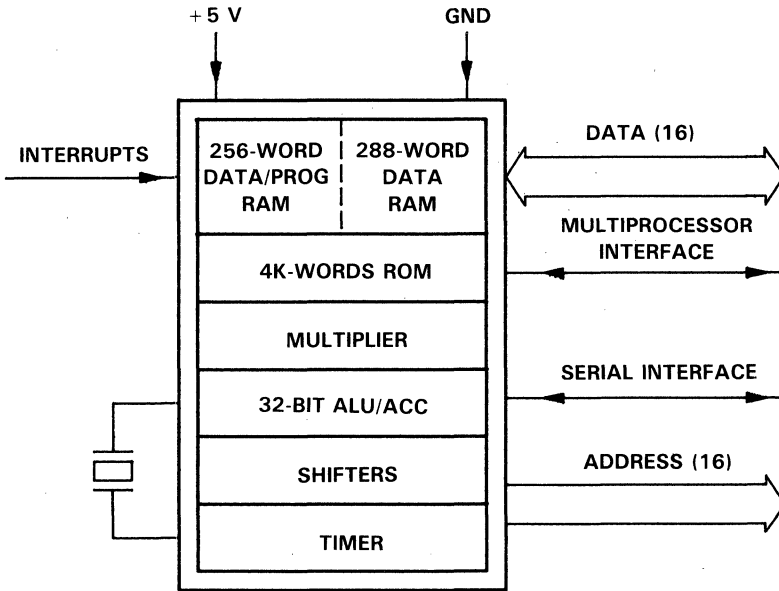 +5 V
GND
INTERRUPTS
256-WORD
DATA/PROG
RAM
288-WORD
DATA
RAM
DATA (16)
MULTIPROCESSOR
INTERFACE
4K-WORDS ROM
MULTIPLIER
SERIAL INTERFACE
32-BIT ALU/ACC
ADDRESS (16)
SHIFTERS
TIMER